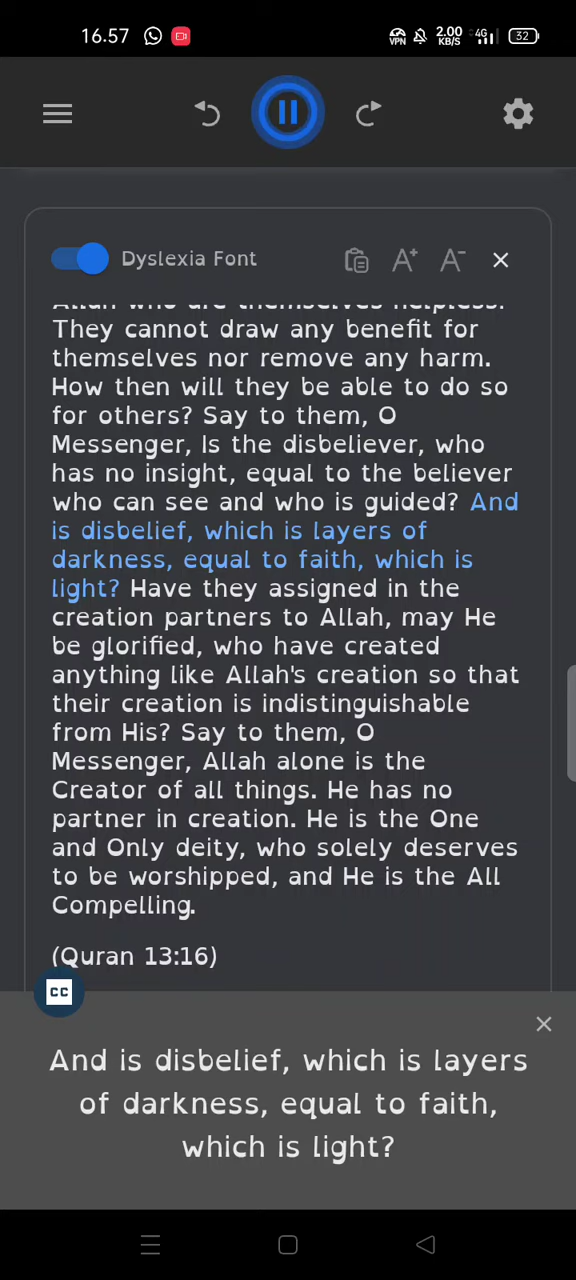 16.57
VPN
2.00
KB/S
4G
32
Dyslexia Font
A+
A-
Allah who are themselves helpless.
They cannot draw any benefit for
themselves nor remove any harm.
How then will they be able to do so
for others? Say to them, O
Messenger, Is the disbeliever, who
has no insight, equal to the believer
who can see and who is guided? And
is disbelief, which is layers of
darkness, equal to faith, which is
light? Have they assigned in the
creation partners to Allah, may He
be glorified, who have created
anything like Allah's creation so that
their creation is indistinguishable
from His? Say to them, O
Messenger, Allah alone is the
Creator of all things. He has no
partner in creation. He is the One
and Only deity, who solely deserves
to be worshipped, and He is the All
Compelling.
(Quran 13:16)
CC
And is disbelief, which is layers
of darkness, equal to faith,
which is light?